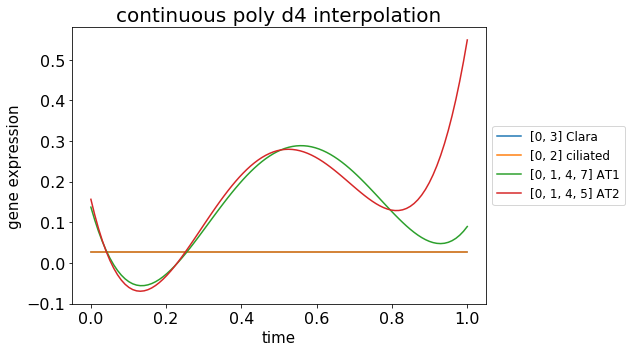 continuous poly d4 interpolation
gene expression
0.5
0.4
0.3
0.2
0.1
0.0
−0.1
0.0 0.2 0.4 0.6 0.8 1.0
time
[0, 3] Clara
[0, 2] ciliated
[0, 1, 4, 7] AT1
[0, 1, 4, 5] AT2